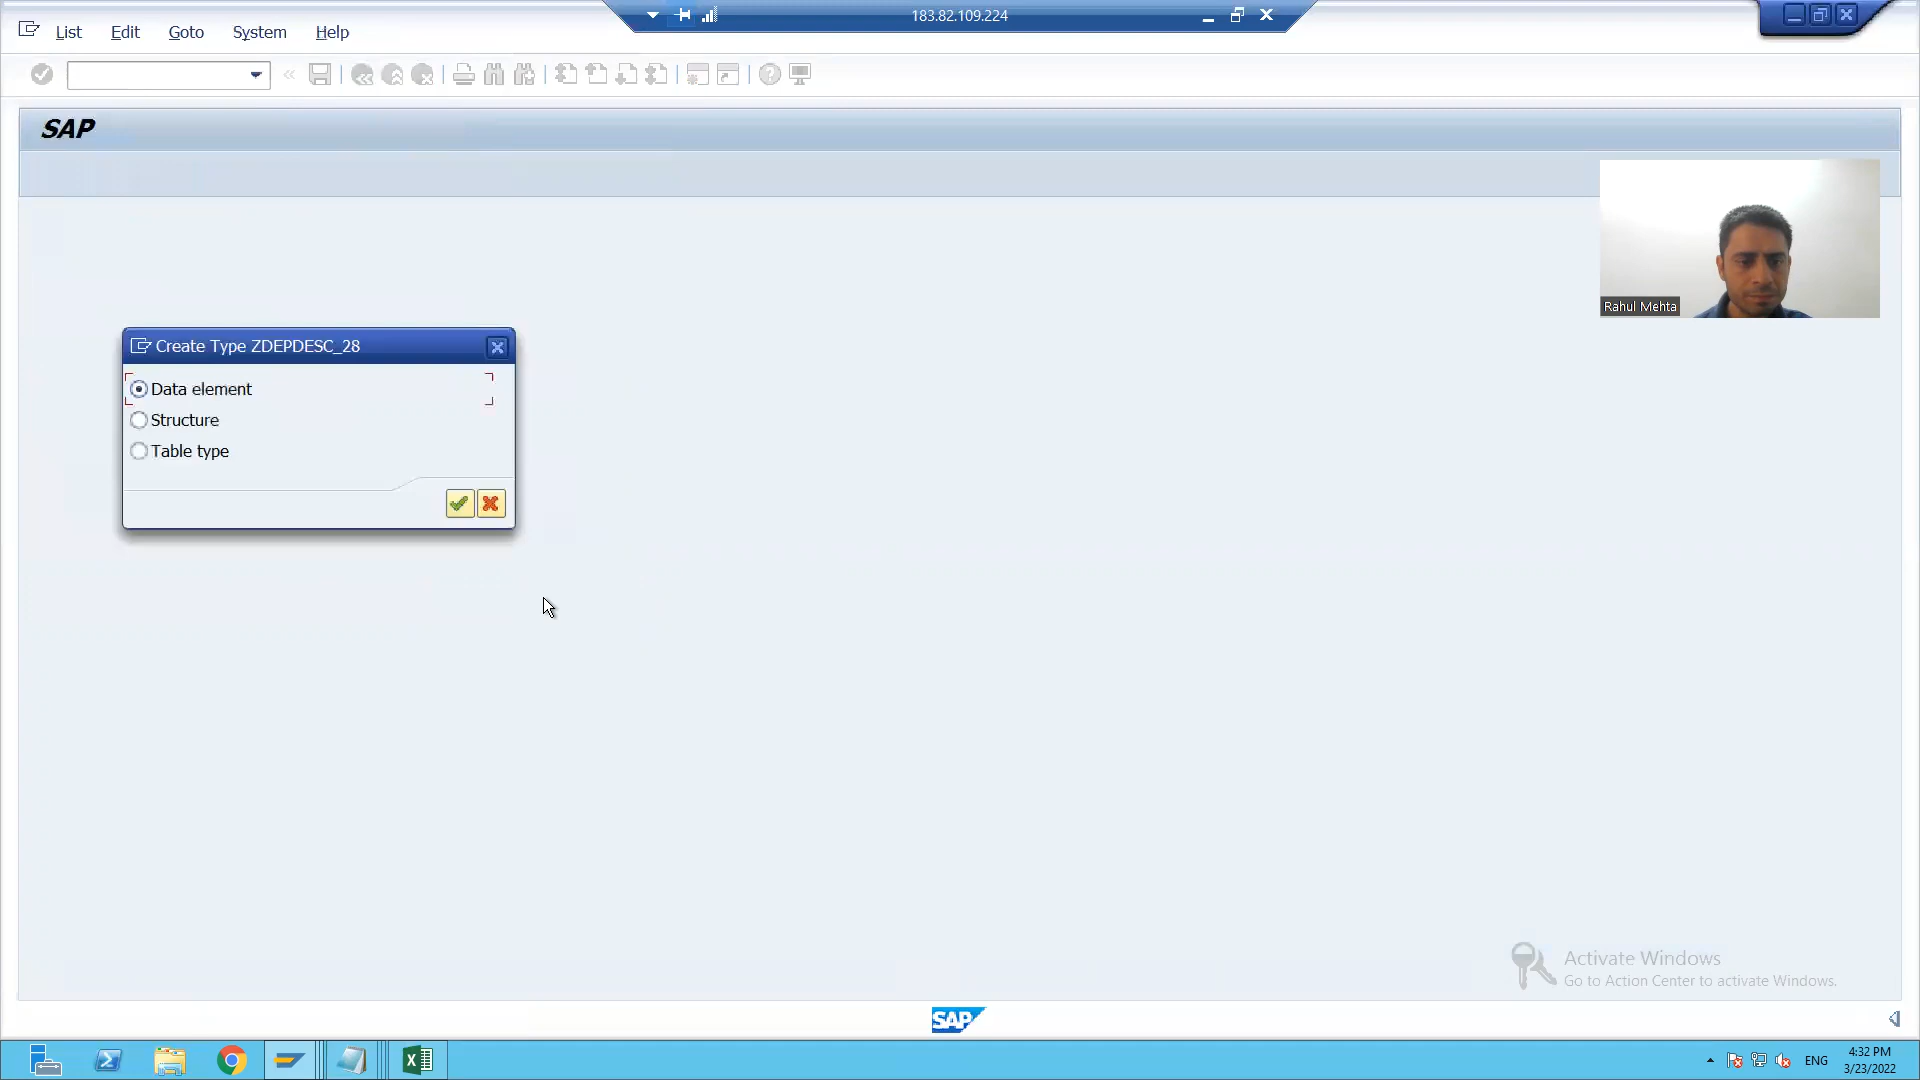 183.82.109.224
List Edit Goto System Help
SAP
Rahul Mehta
Create Type ZDEPDESC_28
Data element
Structure
Table type
Activate Windows
Go to Action Center to activate Windows.
SAP
ENG
4:32 PM
3/23/2022